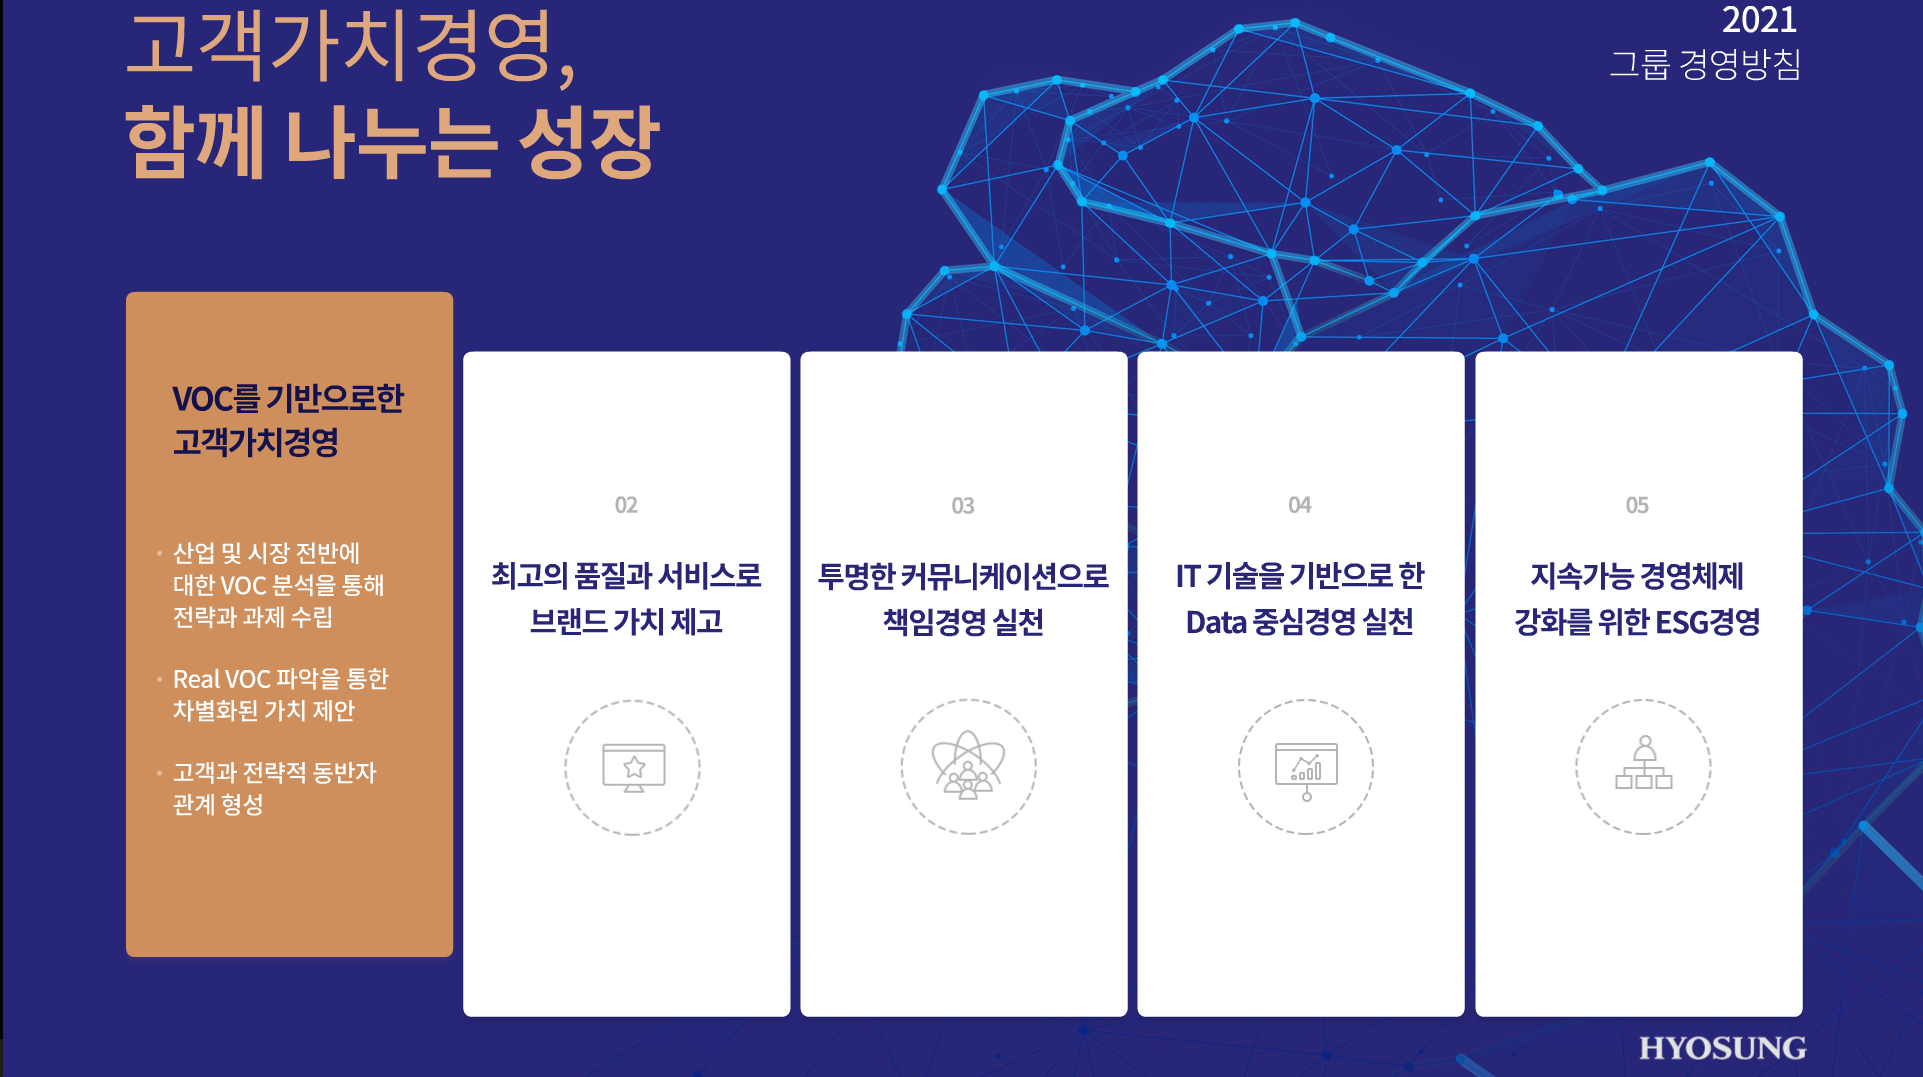 고객가치경영,
함께 나누는 성장
2021
그룹 경영방침
VOC를 기반으로한
고객가치경영
• 산업 및 시장 전반에
대한 VOC 분석을 통해
전략과 과제 수립
• Real VOC 파악을 통한
차별화된 가치 제안
• 고객과 전략적 동반자
관계 형성
02
최고의 품질과 서비스로
브랜드 가치 제고
03
투명한 커뮤니케이션으로
책임경영 실천
04
IT 기술을 기반으로 한
Data 중심경영 실천
05
지속가능 경영체제
강화를 위한 ESG경영
HYOSUNG